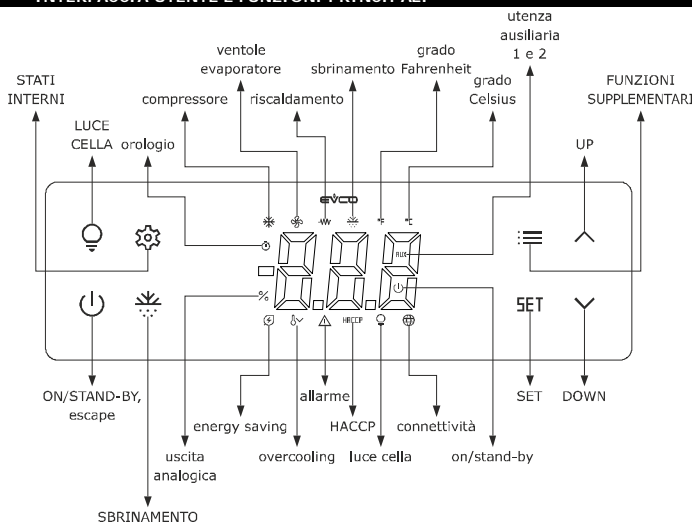 INTERFACCIA UTENTE E FUNZIONI PRINCIPALI
utenza
ausiliaria
1 e 2
ventole
evaporatore
grado
Fahrenheit
sbrinamento
STATI
INTERNI
grado
Celsius
FUNZIONI
SUPPLEMENTARI
compressore
riscaldamento
LUCE
CELLA
orologio
UP
EVCO
°F
°C
AUX
%
SET
HACCP
ON/STAND-BY,
escape
allarme
SET
DOWN
energy saving
HACCP
connettività
uscita
analogica
overcooling
luce cella
on/stand-by
SBRINAMENTO